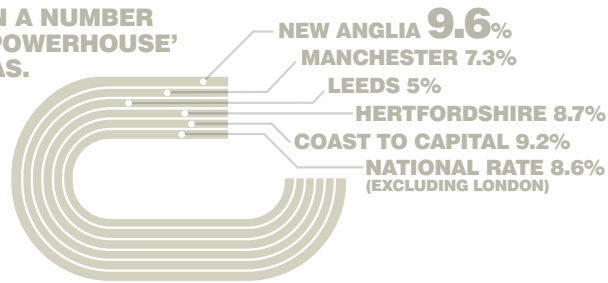 N A NUMBER
POWERHOUSE’
AS.
NEW ANGLIA 9.6%
MANCHESTER 7.3%
LEEDS 5%
HERTFORDSHIRE 8.7%
COAST TO CAPITAL 9.2%
NATIONAL RATE 8.6%
(EXCLUDING LONDON)